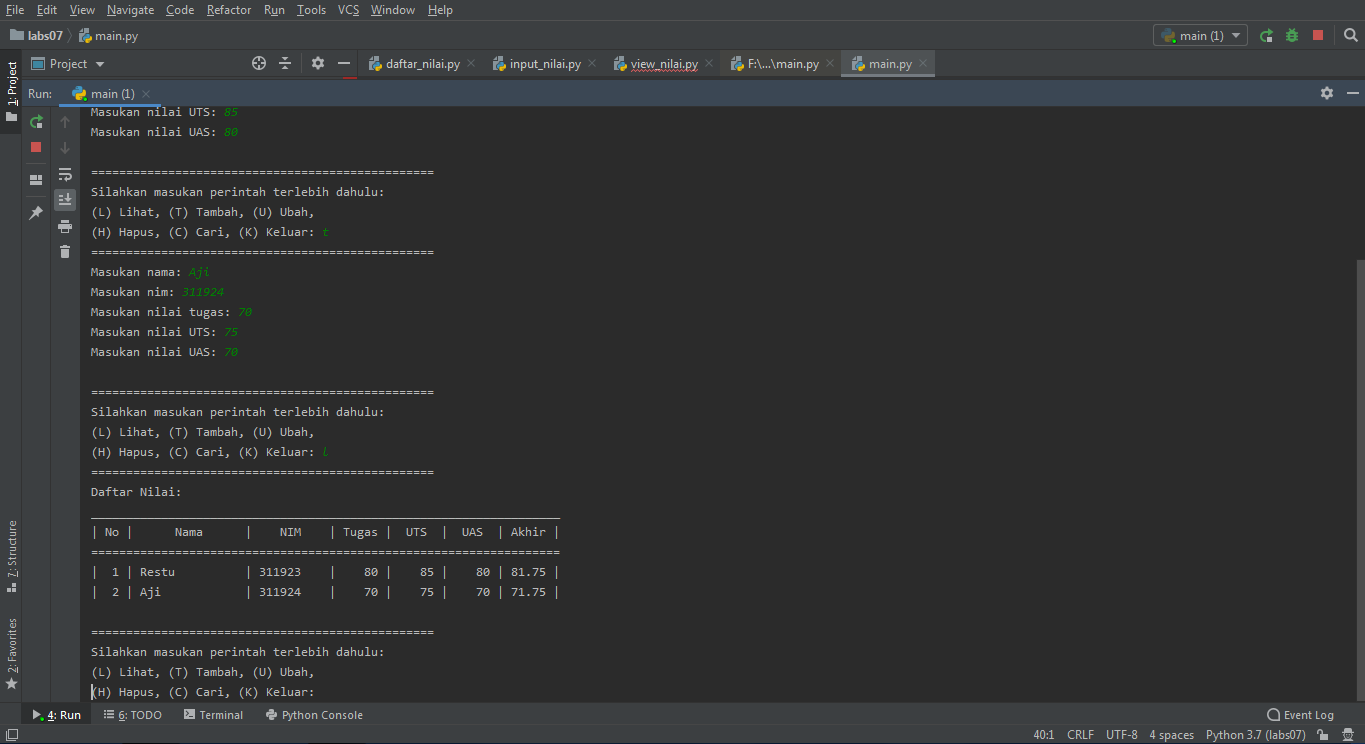 File Edit View Navigate Code Refactor Run Tools VCS Window Help
labs07 main.py main (1)
Project daftar_nilai.py input_nilai.py view_nilai.py F:\...\main.py main.py
1: Project
Run: main (1)
Masukan nilai UTS: 85
Masukan nilai UAS: 80
=================================================
Silahkan masukan perintah terlebih dahulu:
(L) Lihat, (T) Tambah, (U) Ubah,
(H) Hapus, (C) Cari, (K) Keluar: t
=================================================
Masukan nama: Aji
Masukan nim: 311924
Masukan nilai tugas: 70
Masukan nilai UTS: 75
Masukan nilai UAS: 70
=================================================
Silahkan masukan perintah terlebih dahulu:
(L) Lihat, (T) Tambah, (U) Ubah,
(H) Hapus, (C) Cari, (K) Keluar: l
=================================================
Daftar Nilai:
___________________________________________________________________
| No |      Nama      |    NIM    | Tugas |  UTS  |  UAS  | Akhir |
===================================================================
|  1 | Restu          | 311923    |    80 |    85 |    80 | 81.75 |
|  2 | Aji            | 311924    |    70 |    75 |    70 | 71.75 |
=================================================
Silahkan masukan perintah terlebih dahulu:
(L) Lihat, (T) Tambah, (U) Ubah,
(H) Hapus, (C) Cari, (K) Keluar:
7: Structure
2: Favorites
4: Run 6: TODO Terminal Python Console Event Log
40:1 CRLF UTF-8 4 spaces Python 3.7 (labs07)